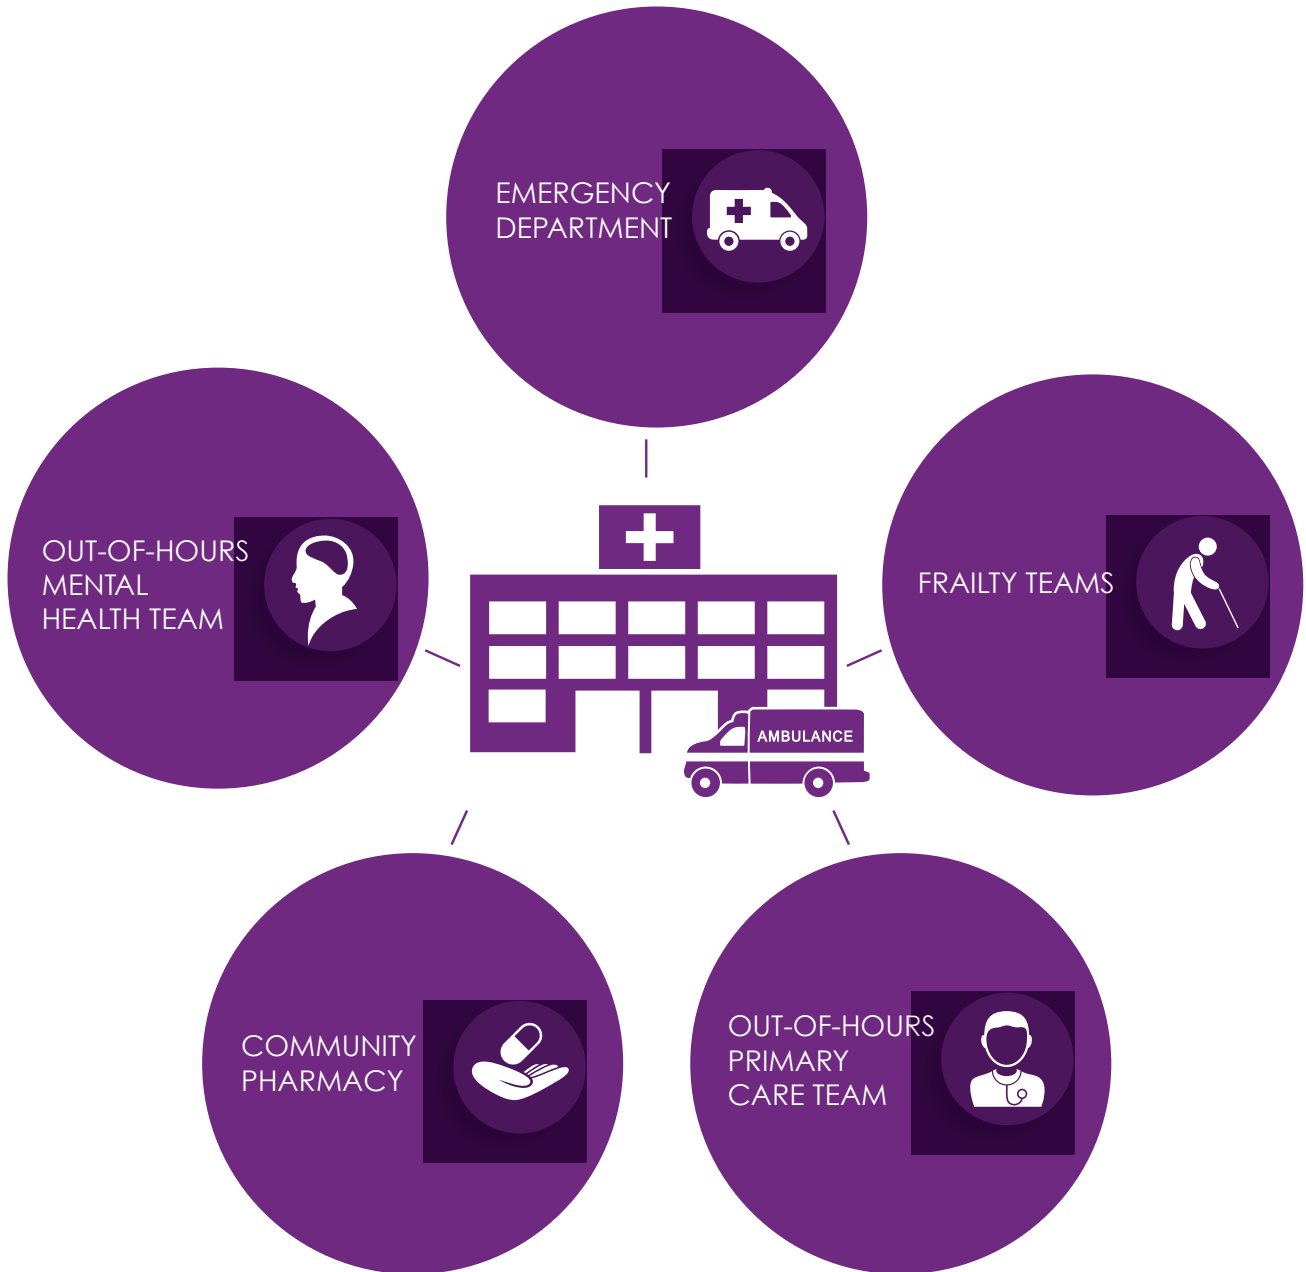 EMERGENCY
DEPARTMENT
OUT-OF-HOURS
MENTAL
HEALTH TEAM
FRAILTY TEAMS
AMBULANCE
COMMUNITY
PHARMACY
OUT-OF-HOURS
PRIMARY
CARE TEAM